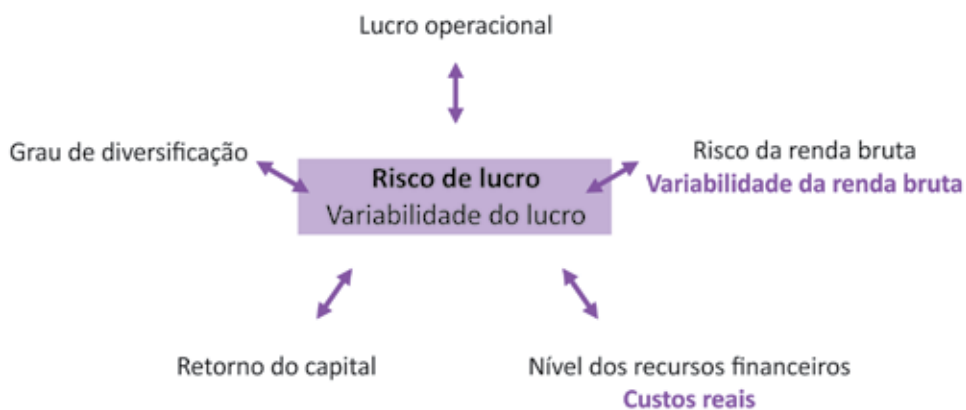 Lucro operacional
Grau de diversificação
Risco de lucro
Variabilidade do lucro
Risco da renda bruta
Variabilidade da renda bruta
Retorno do capital
Nível dos recursos financeiros
Custos reais